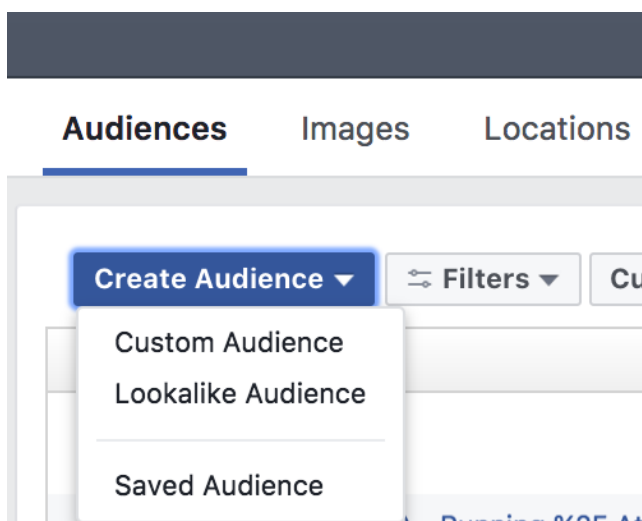 Audiences Images Locations
Create Audience Filters
Custom Audience
Lookalike Audience
Saved Audience